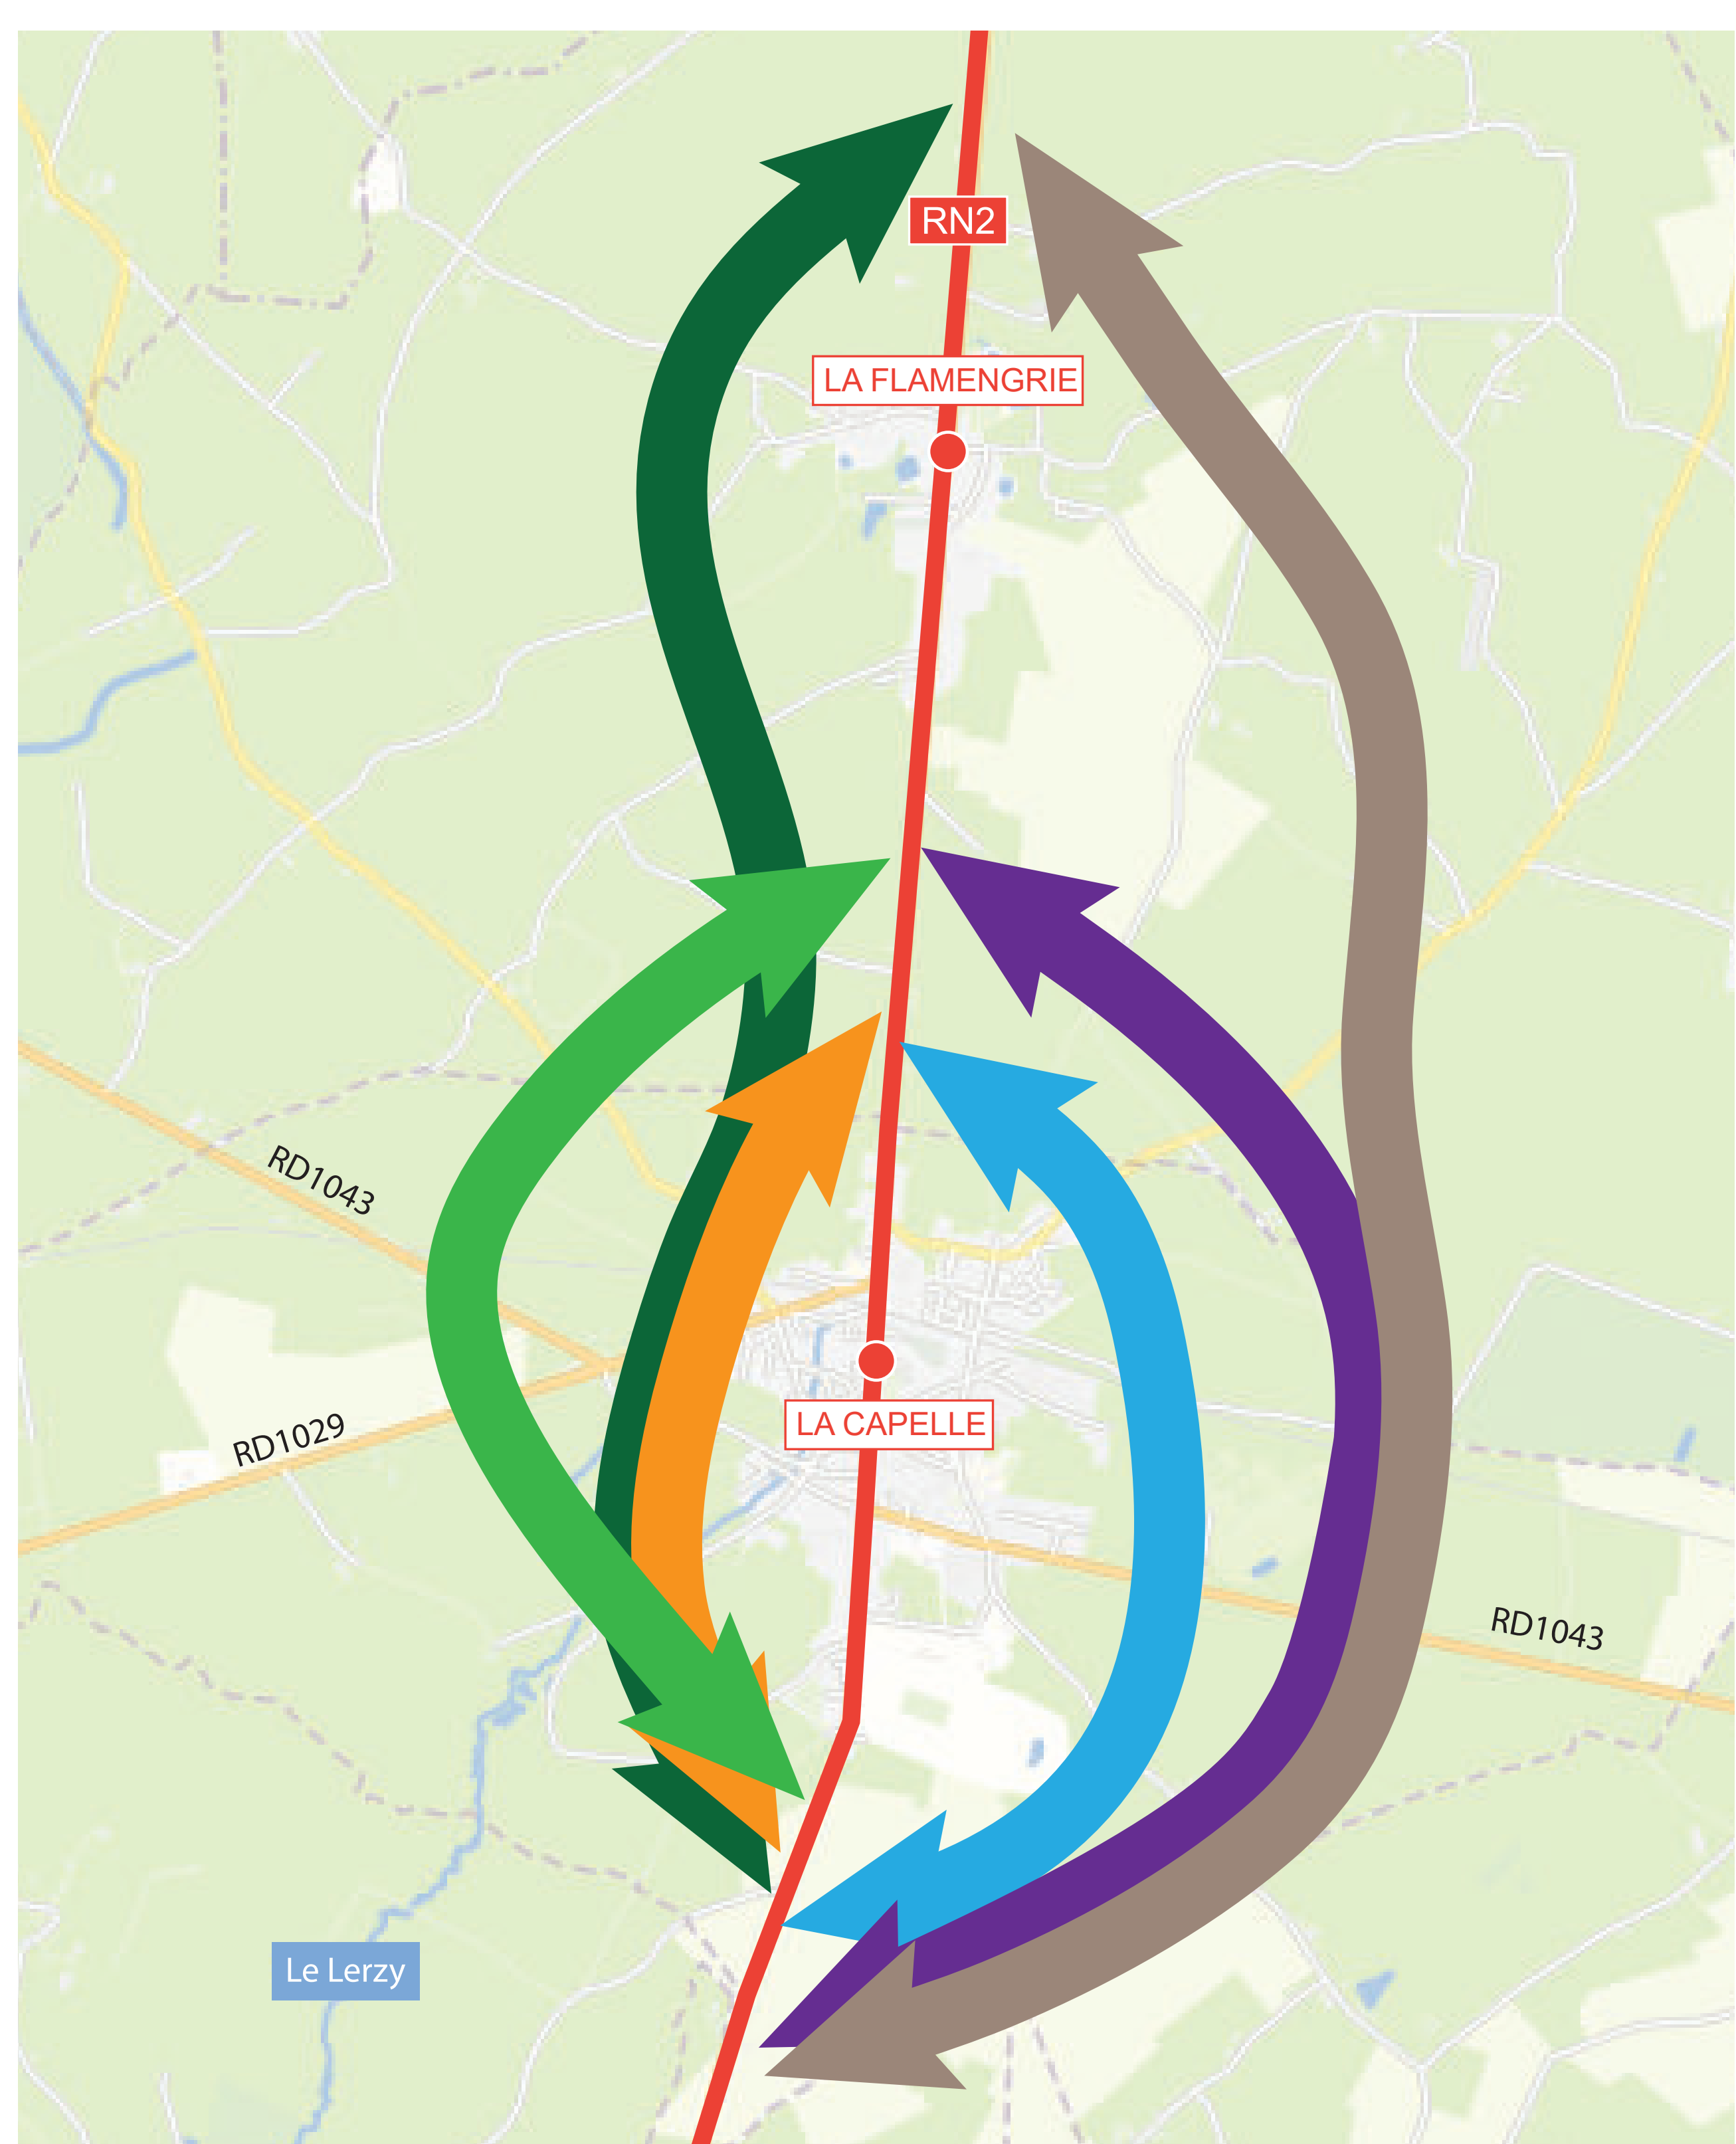 RN2
LA FLAMENGRIE
RD1043
RD1029
LA CAPELLE
RD1043
Le Lerzy